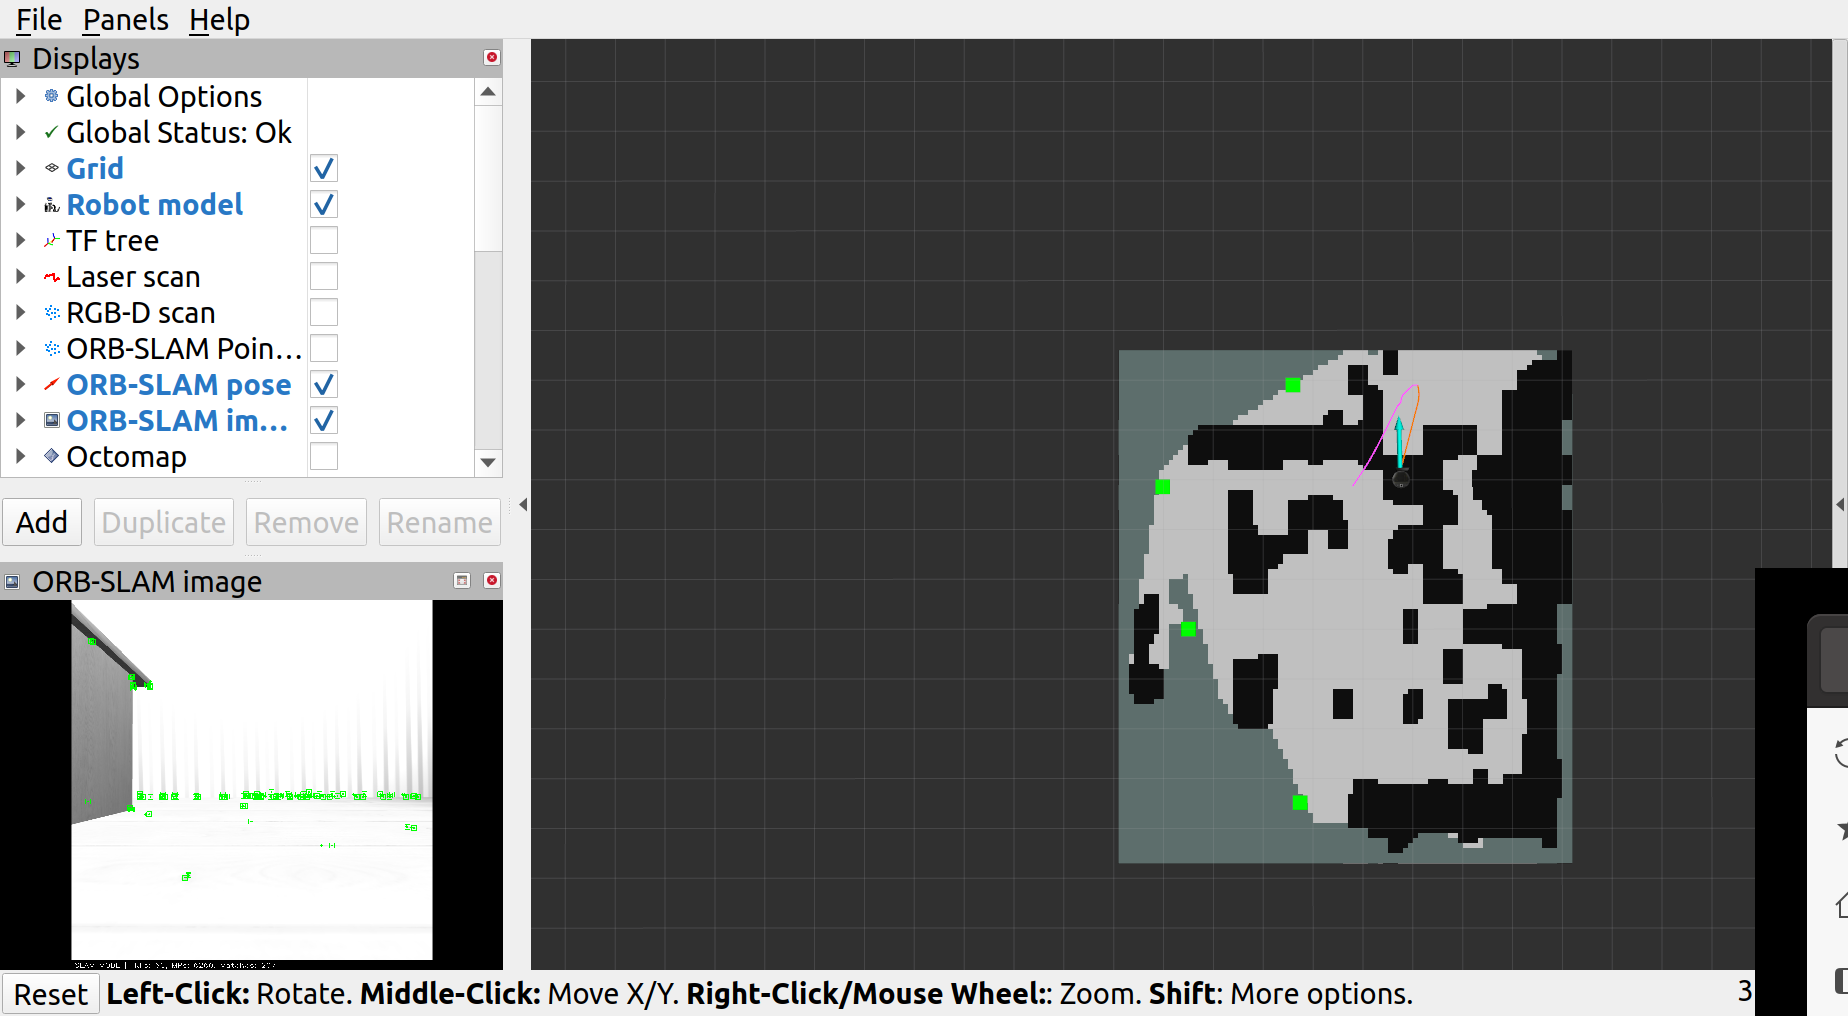 File Panels Help
Displays
Global Options
Global Status: Ok
Grid
Robot model
TF tree
Laser scan
RGB-D scan
ORB-SLAM Poin...
ORB-SLAM pose
ORB-SLAM im...
Octomap
Add Duplicate Remove Rename
ORB-SLAM image
SLAM MODE |
Reset Left-Click: Rotate. Middle-Click: Move X/Y. Right-Click/Mouse Wheel:: Zoom. Shift: More options. 3